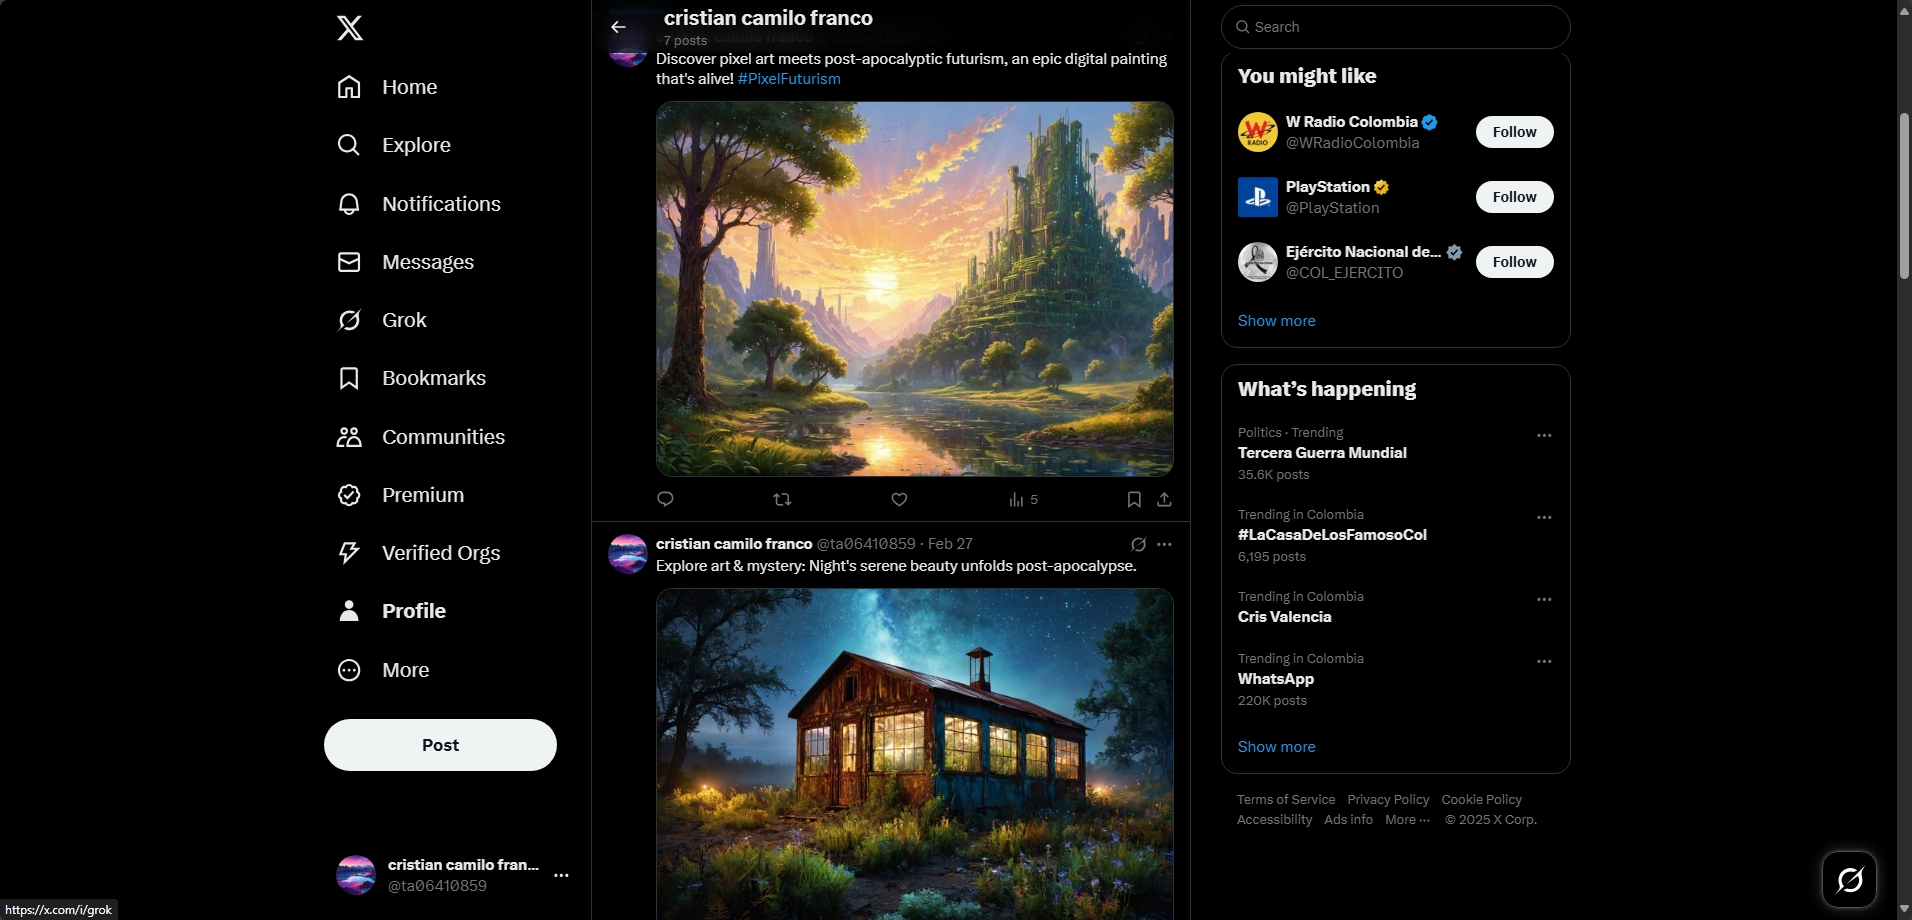 Home
Explore
Notifications
Messages
Grok
Bookmarks
Communities
Premium
Verified Orgs
Profile
More
Post
cristian camilo fran...
@ta06410859
https://x.com/i/grok
cristian camilo franco
7 posts
Discover pixel art meets post-apocalyptic futurism, an epic digital painting
that's alive! #PixelFuturism
5
cristian camilo franco @ta06410859 · Feb 27
Explore art & mystery: Night's serene beauty unfolds post-apocalypse.
Search
You might like
W Radio Colombia
@WRadioColombia
Follow
W
RADIO
PlayStation
@PlayStation
Follow
Ejército Nacional de...
@COL_EJERCITO
Follow
Show more
What’s happening
Politics · Trending
Tercera Guerra Mundial
35.6K posts
Trending in Colombia
#LaCasaDeLosFamosoCol
6,195 posts
Trending in Colombia
Cris Valencia
Trending in Colombia
WhatsApp
220K posts
Show more
Terms of Service Privacy Policy Cookie Policy
Accessibility Ads info More ··· © 2025 X Corp.